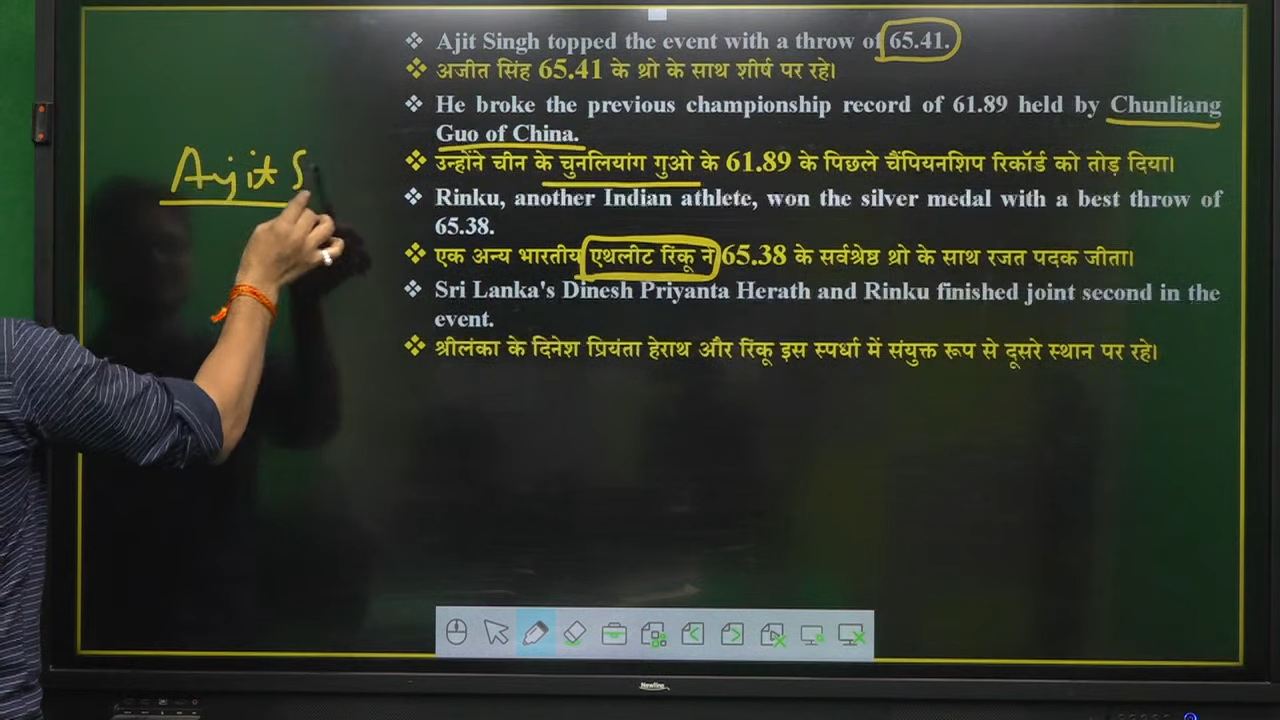 ❖ Ajit Singh topped the event with a throw of 65.41.
❖ अजीत सिंह 65.41 के थ्रो के साथ शीर्ष पर रहे।
❖ He broke the previous championship record of 61.89 held by Chunliang
Guo of China.
❖ उन्होंने चीन के चुनलियांग गुओ के 61.89 के पिछले चैंपियनशिप रिकॉर्ड को तोड़ दिया।
Ajit S
❖ Rinku, another Indian athlete, won the silver medal with a best throw of
65.38.
❖ एक अन्य भारतीय एथलीट रिंकू ने 65.38 के सर्वश्रेष्ठ थ्रो के साथ रजत पदक जीता।
❖ Sri Lanka's Dinesh Priyanta Herath and Rinku finished joint second in the
event.
❖ श्रीलंका के दिनेश प्रियंता हेराथ और रिंकू इस स्पर्धा में संयुक्त रूप से दूसरे स्थान पर रहे।
Newline